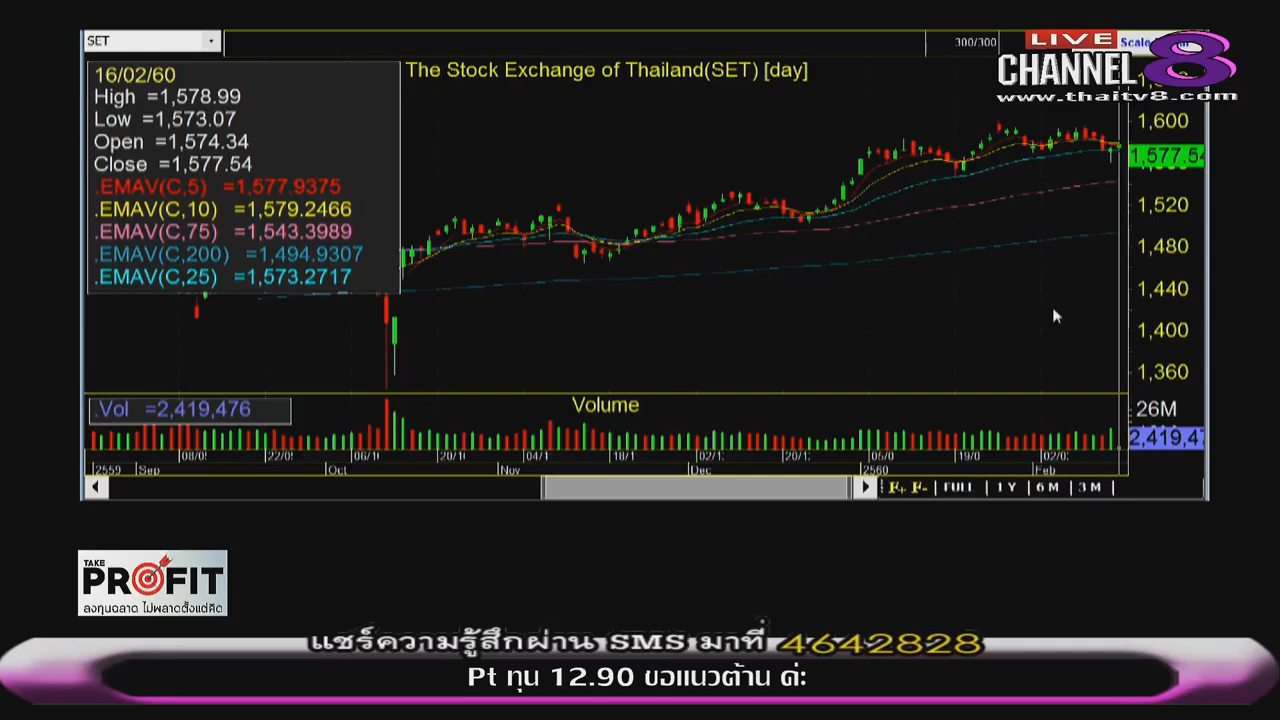 SET
300/300
LIVE
Scale
CHANNEL 8
www.thaitv8.com
The Stock Exchange of Thailand(SET) [day]
16/02/60
High =1,578.99
Low =1,573.07
Open =1,574.34
Close =1,577.54
.EMAV(C,5) =1,577.9375
.EMAV(C,10) =1,579.2466
.EMAV(C,75) =1,543.3989
.EMAV(C,200) =1,494.9307
.EMAV(C,25) =1,573.2717
1,600
1,577.54
1,520
1,480
1,440
1,400
1,360
.Vol =2,419,476
Volume
26M
2,419,47
2559 Sep Oct Nov Dec 2560 Feb
F+ F- FULL 1 Y 6 M 3 M
TAKE
PROFIT
ลงทุนฉลาด ไม่พลาดตั้งแต่คิด
แชร์ความรู้สึกผ่าน SMS มาที่ 4642828
Pt ทุน 12.90 ขอแนวต้าน ค่ะ